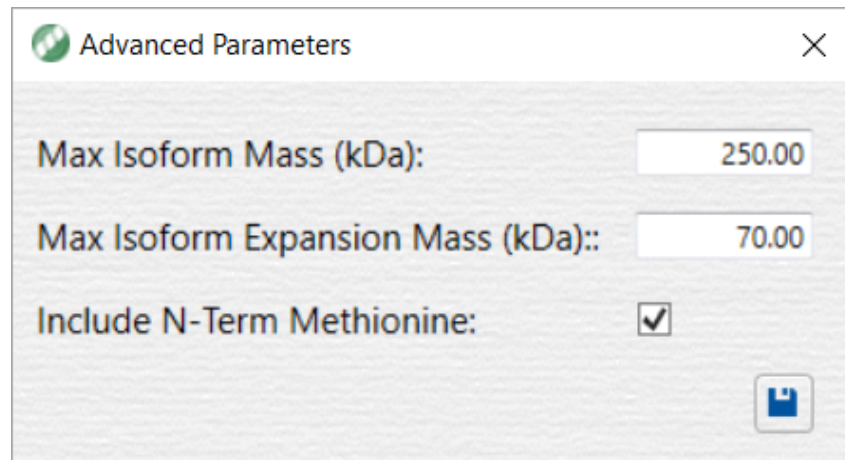 Advanced Parameters
Max Isoform Mass (kDa): 250.00
Max Isoform Expansion Mass (kDa):: 70.00
Include N-Term Methionine: